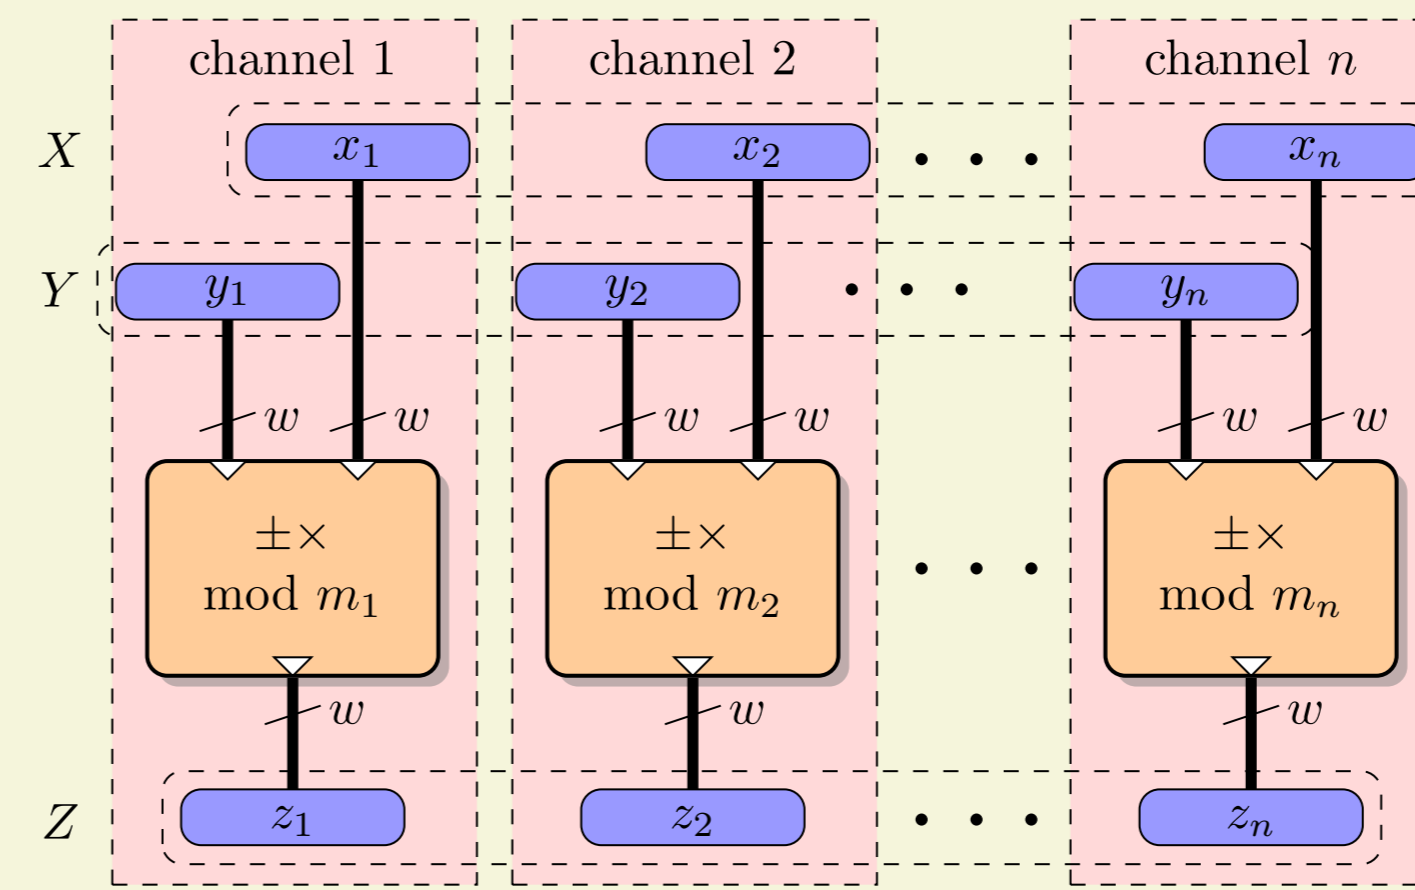 channel 1 channel 2 channel n
X x₁ x₂ • • • xₙ
Y y₁ y₂ • • • yₙ
w w w w w w
±× ±× • • • ±×
mod m₁ mod m₂ mod mₙ
w w w
Z z₁ z₂ • • • zₙ